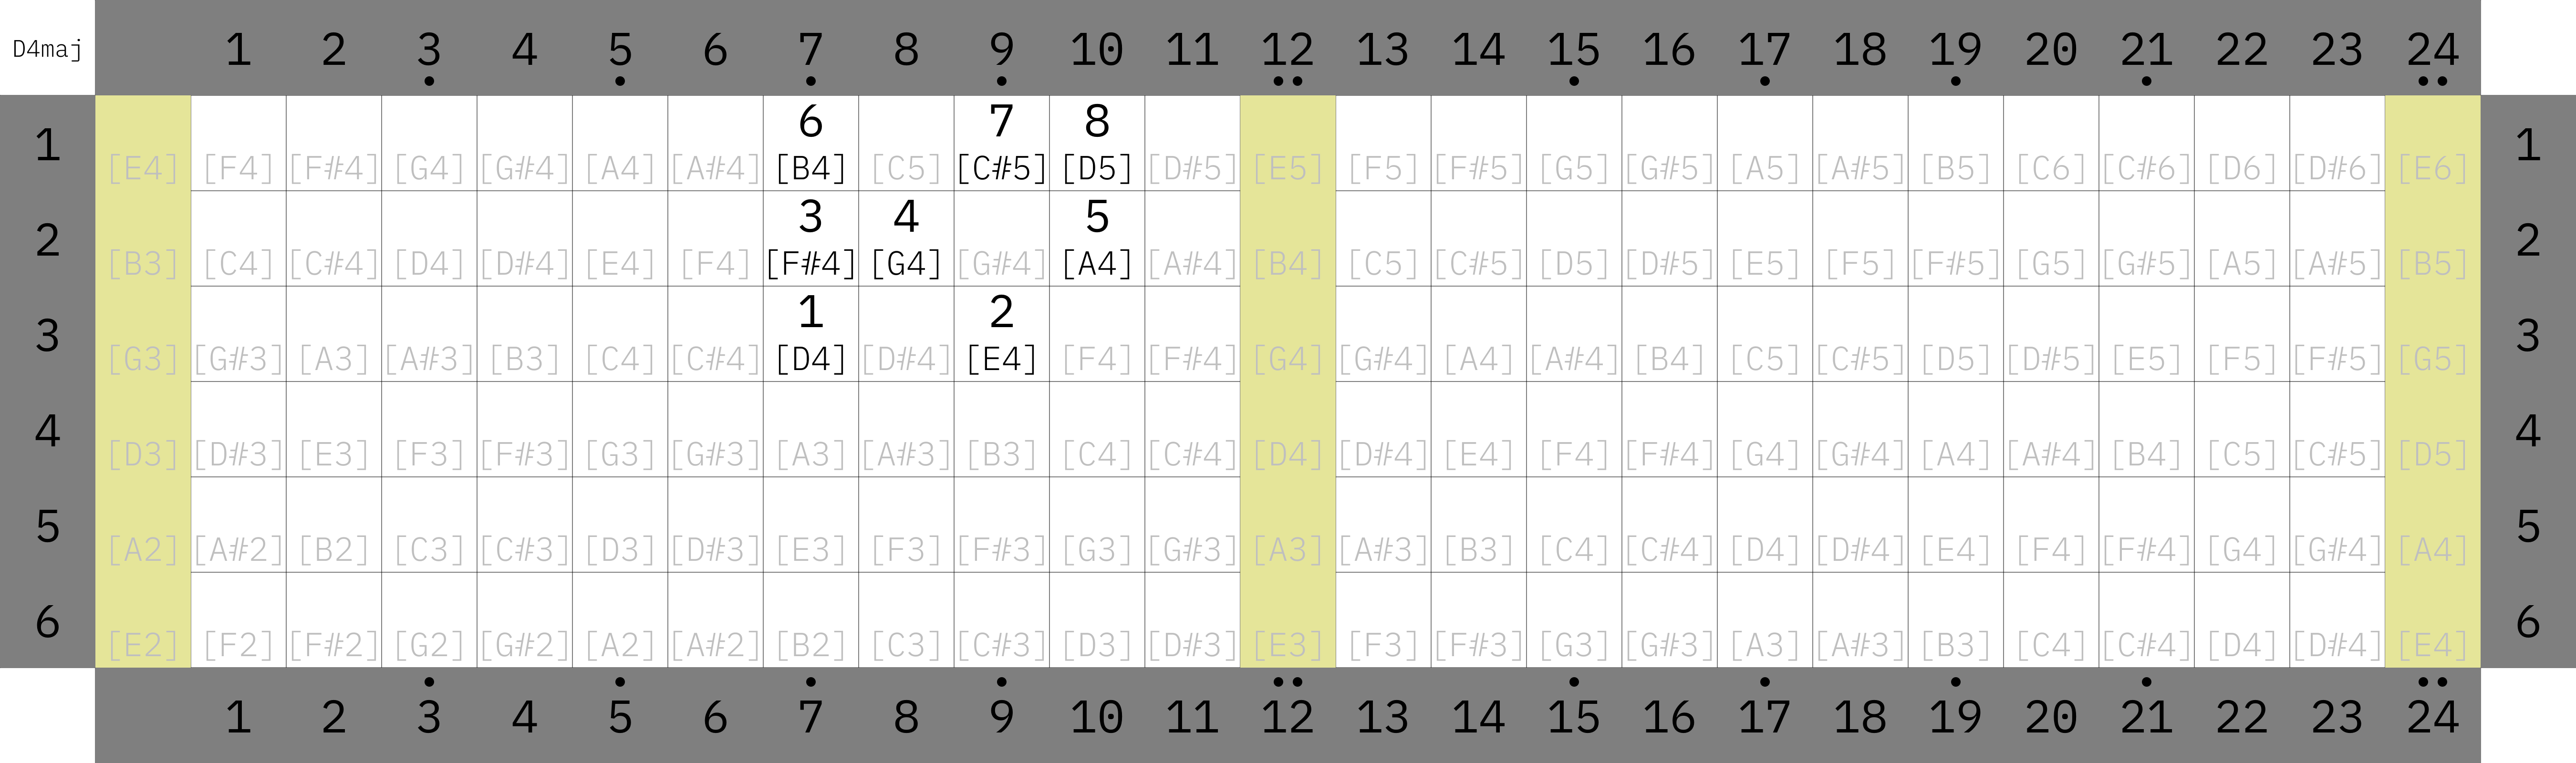 D4maj 1 2 3 4 5 6 7 8 9 10 11 12 13 14 15 16 17 18 19 20 21 22 23 24
6 7 8
1 [E4] [F4] [F#4] [G4] [G#4] [A4] [A#4] [B4] [C5] [C#5] [D5] [D#5] [E5] [F5] [F#5] [G5] [G#5] [A5] [A#5] [B5] [C6] [C#6] [D6] [D#6] [E6] 1
3 4 5
2 [B3] [C4] [C#4] [D4] [D#4] [E4] [F4] [F#4] [G4] [G#4] [A4] [A#4] [B4] [C5] [C#5] [D5] [D#5] [E5] [F5] [F#5] [G5] [G#5] [A5] [A#5] [B5] 2
1 2
3 [G3] [G#3] [A3] [A#3] [B3] [C4] [C#4] [D4] [D#4] [E4] [F4] [F#4] [G4] [G#4] [A4] [A#4] [B4] [C5] [C#5] [D5] [D#5] [E5] [F5] [F#5] [G5] 3
4 [D3] [D#3] [E3] [F3] [F#3] [G3] [G#3] [A3] [A#3] [B3] [C4] [C#4] [D4] [D#4] [E4] [F4] [F#4] [G4] [G#4] [A4] [A#4] [B4] [C5] [C#5] [D5] 4
5 [A2] [A#2] [B2] [C3] [C#3] [D3] [D#3] [E3] [F3] [F#3] [G3] [G#3] [A3] [A#3] [B3] [C4] [C#4] [D4] [D#4] [E4] [F4] [F#4] [G4] [G#4] [A4] 5
6 [E2] [F2] [F#2] [G2] [G#2] [A2] [A#2] [B2] [C3] [C#3] [D3] [D#3] [E3] [F3] [F#3] [G3] [G#3] [A3] [A#3] [B3] [C4] [C#4] [D4] [D#4] [E4] 6
1 2 3 4 5 6 7 8 9 10 11 12 13 14 15 16 17 18 19 20 21 22 23 24